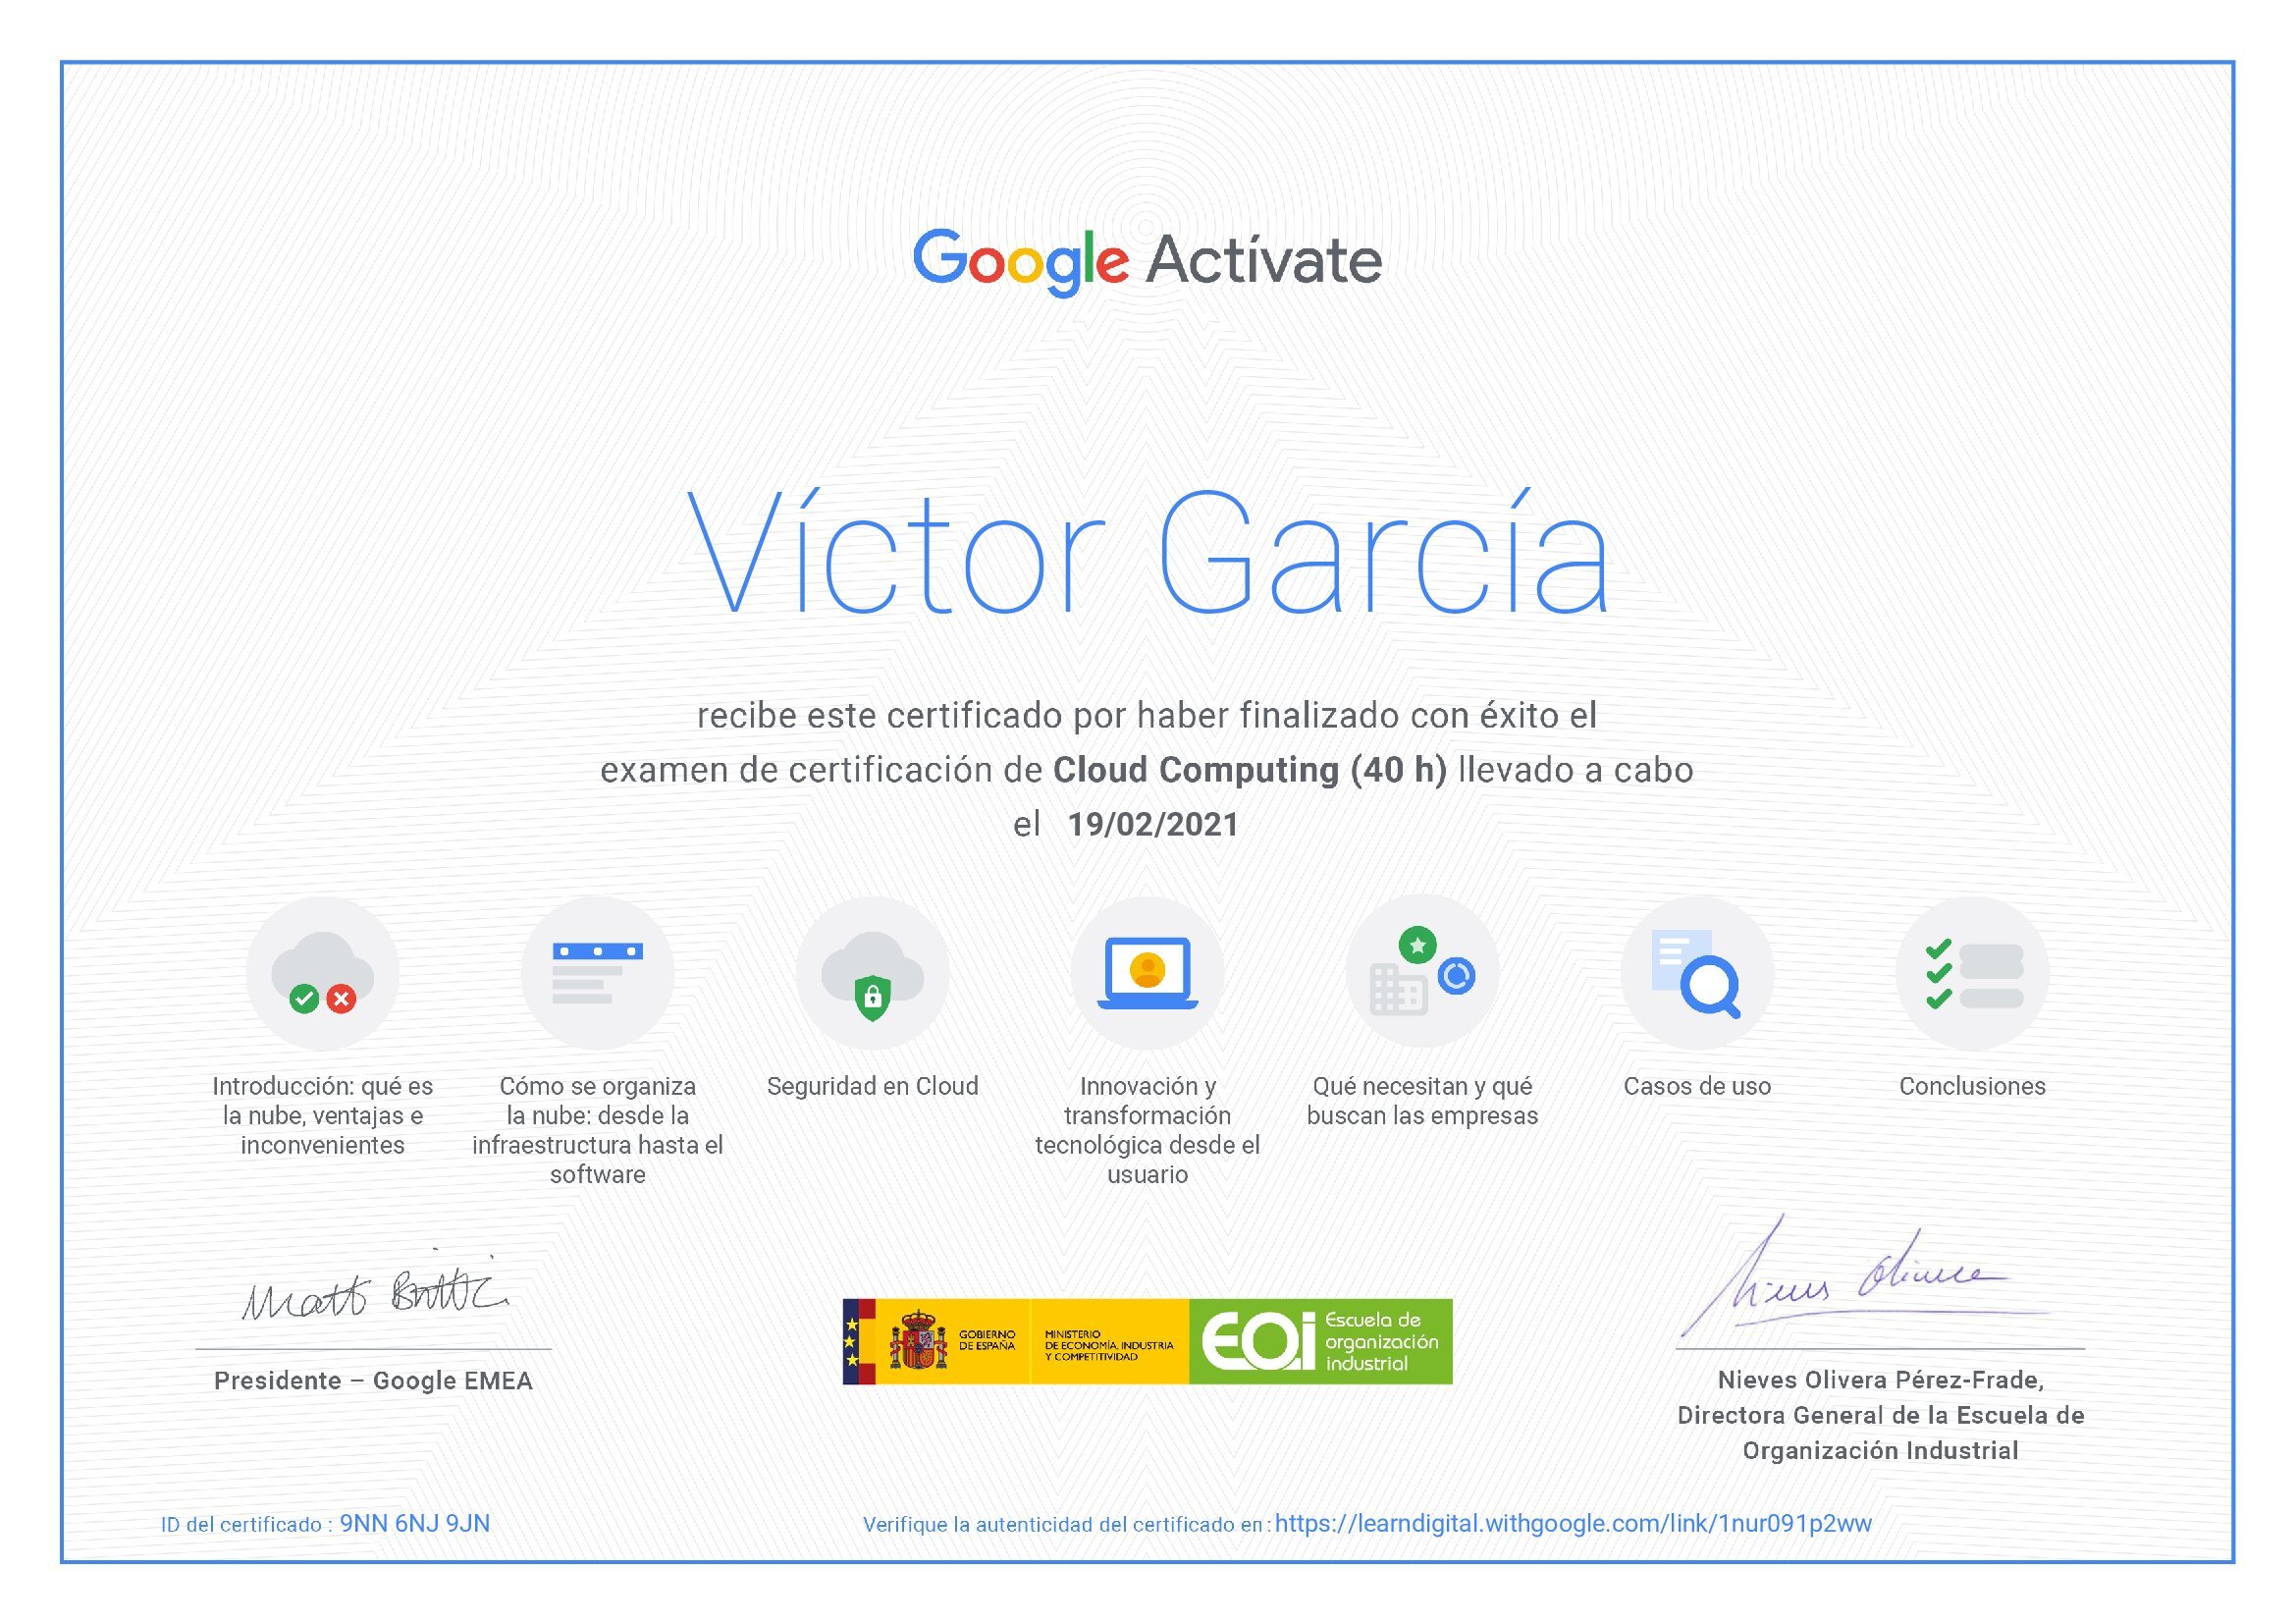 Google Actívate
Víctor García
recibe este certificado por haber finalizado con éxito el
examen de certificación de Cloud Computing (40 h) llevado a cabo
el 19/02/2021
Introducción: qué es
la nube, ventajas e
inconvenientes
Cómo se organiza
la nube: desde la
infraestructura hasta el
software
Seguridad en Cloud
Innovación y
transformación
tecnológica desde el
usuario
Qué necesitan y qué
buscan las empresas
Casos de uso
Conclusiones
Matt Brittin
Presidente – Google EMEA
GOBIERNO
DE ESPAÑA
MINISTERIO
DE ECONOMÍA, INDUSTRIA
Y COMPETITIVIDAD
EOi
Escuela de
organización
industrial
Nieves Olivera
Nieves Olivera Pérez-Frade,
Directora General de la Escuela de
Organización Industrial
ID del certificado : 9NN 6NJ 9JN
Verifique la autenticidad del certificado en : https://learndigital.withgoogle.com/link/1nur091p2ww